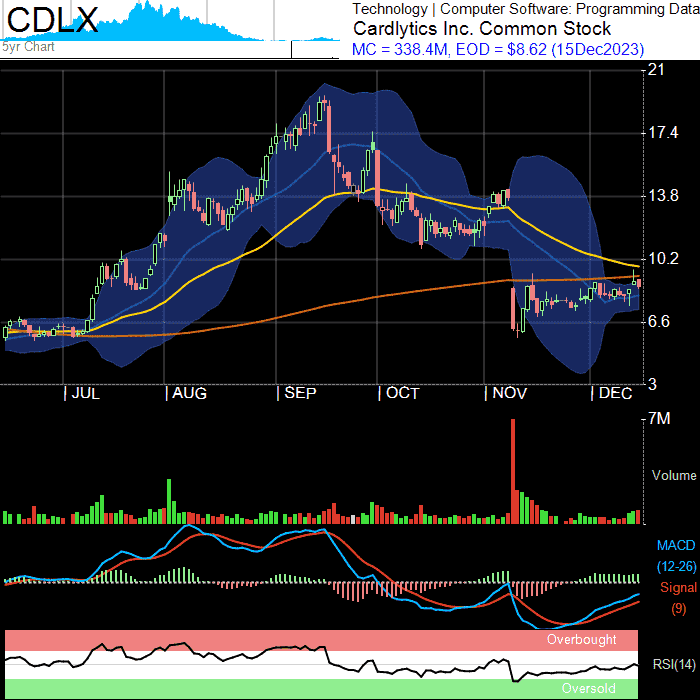 CDLX
5yr Chart
Technology | Computer Software: Programming Data
Cardlytics Inc. Common Stock
MC = 338.4M, EOD = $8.62 (15Dec2023)
21
17.4
13.8
10.2
6.6
3
JUL
AUG
SEP
OCT
NOV
DEC
7M
Volume
MACD
(12-26)
Signal
(9)
Overbought
RSI(14)
Oversold